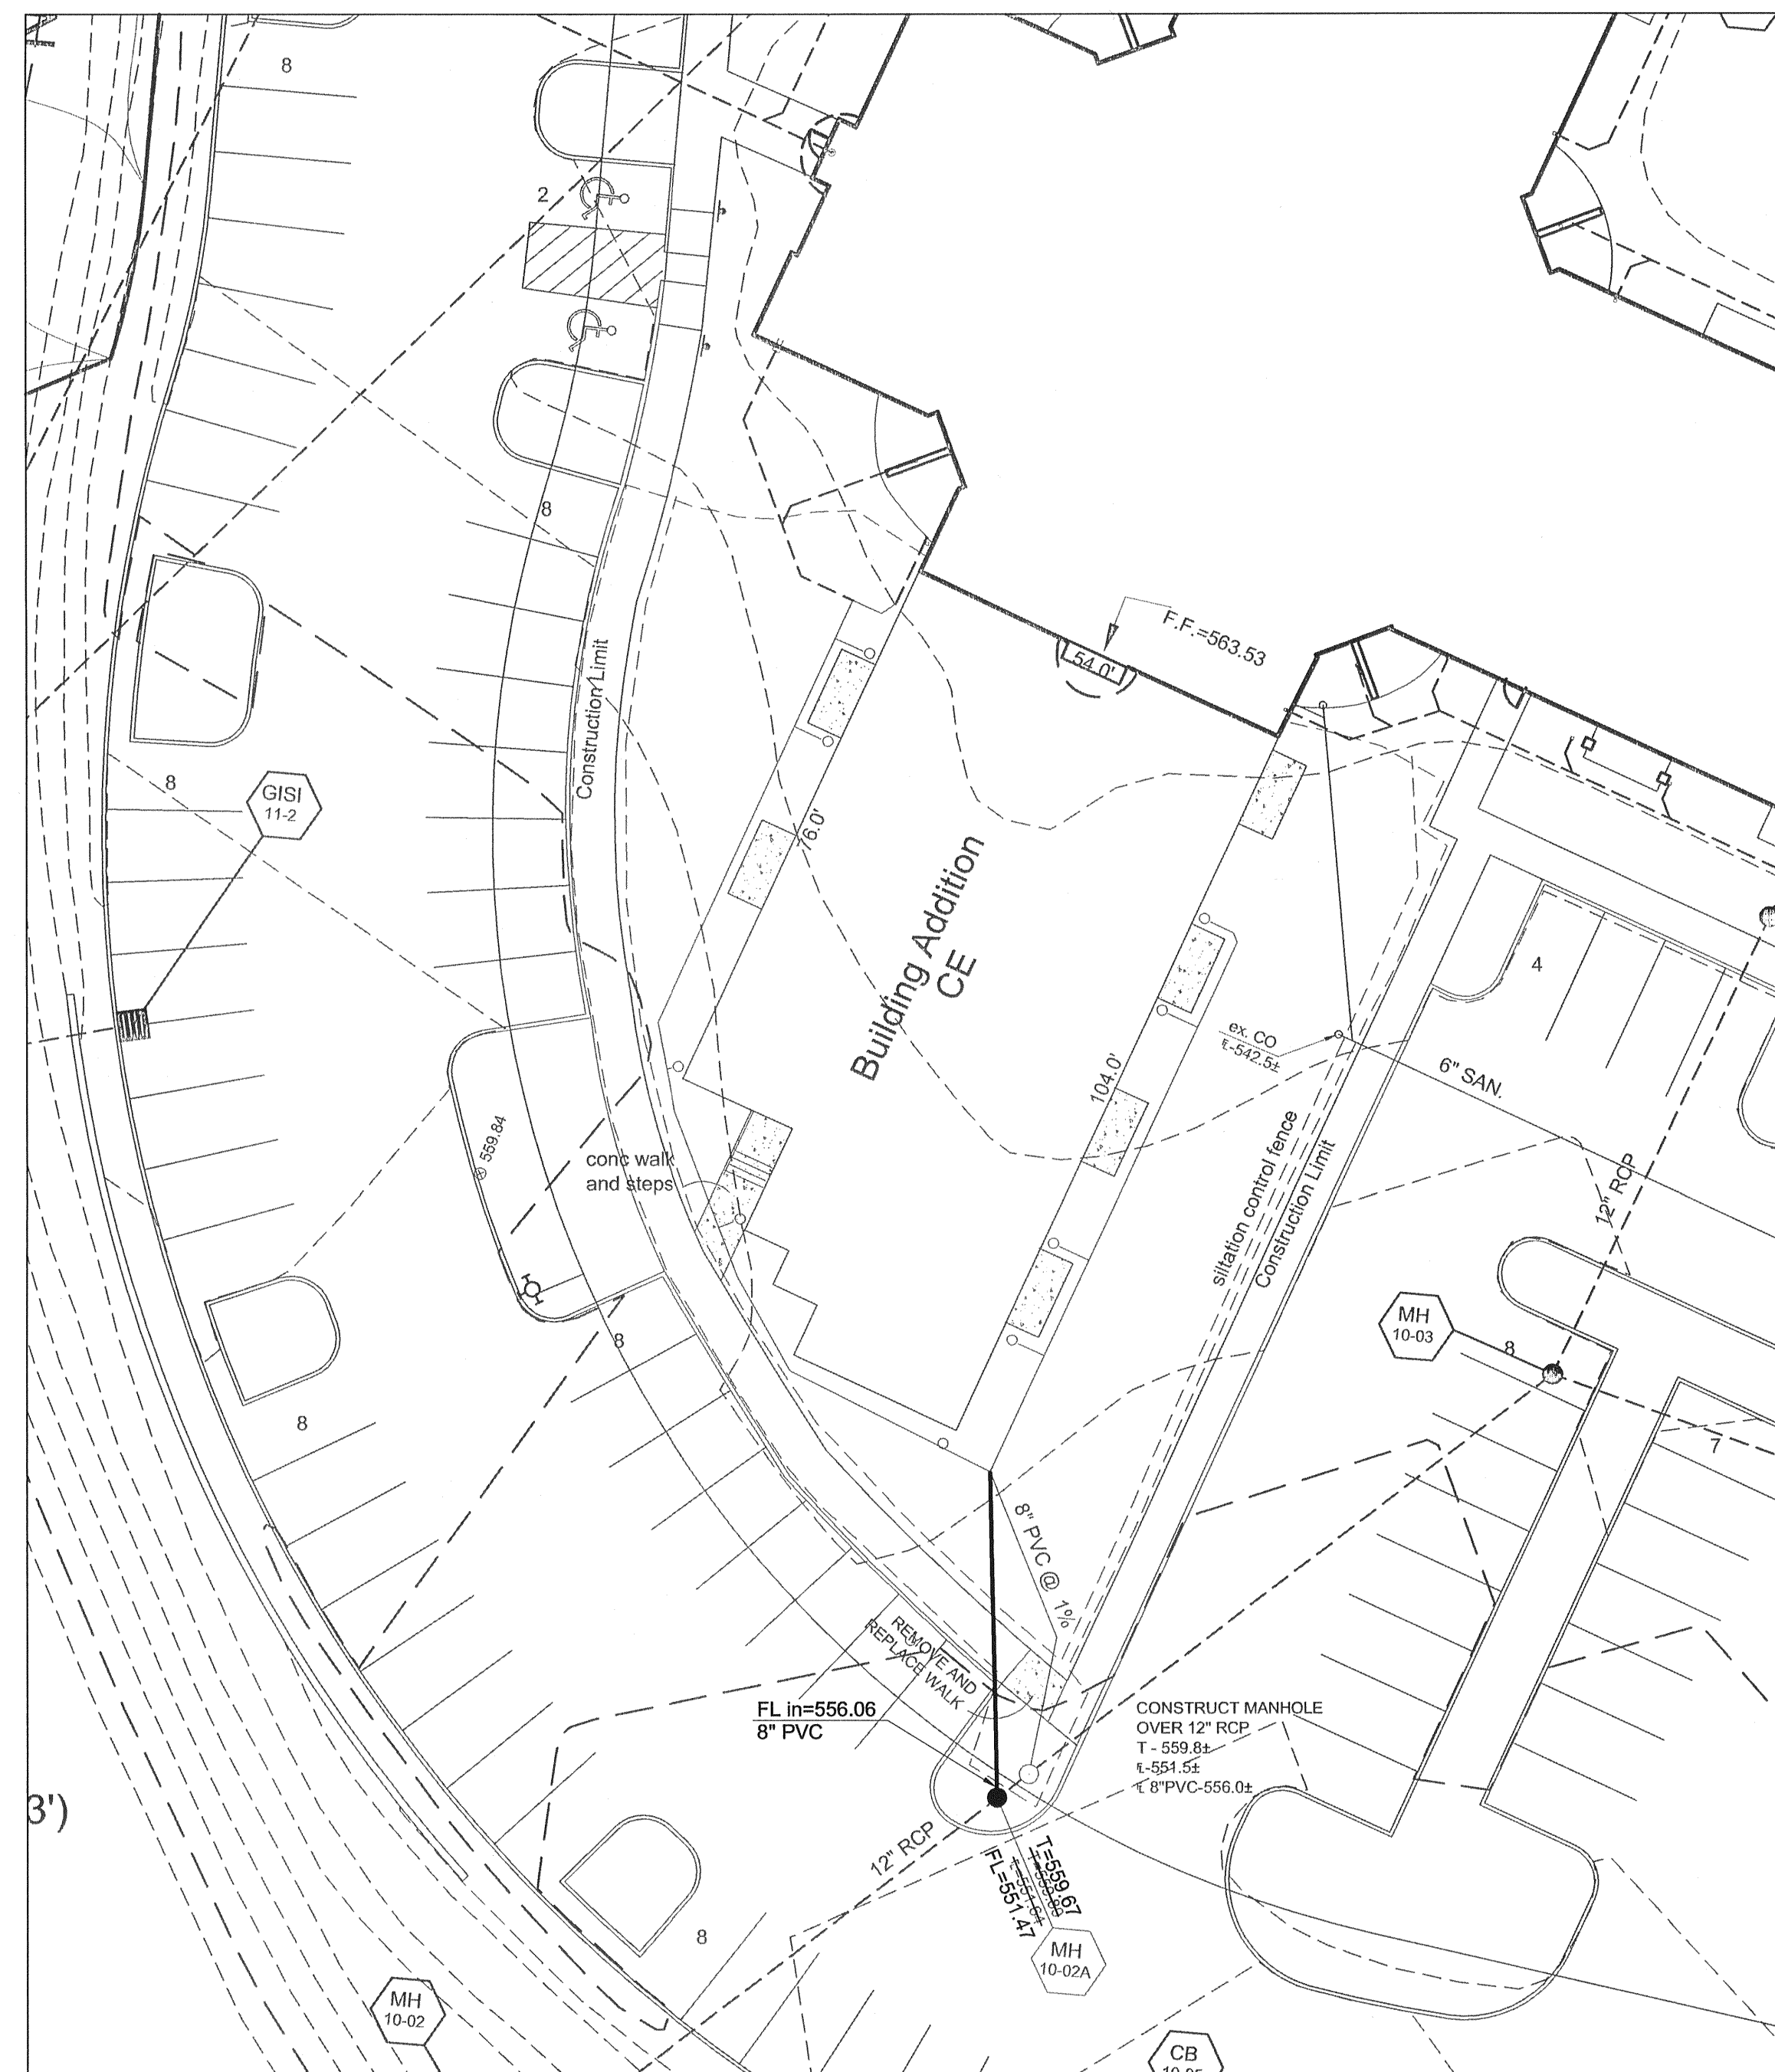 8
2
8
F.F.=563.53
54.0'
Construction Limit
8
GISI
11-2
76.0'
Building Addition
CE
4
ex. CO
℄-542.5±
6" SAN.
104.0'
559.84
conc walk
and steps
siltation control fence
Construction Limit
12" RCP
MH
10-03
8
8
8
7
8" PVC @ 1%
REMOVE AND
REPLACE WALK
FL in=556.06
8" PVC
CONSTRUCT MANHOLE
OVER 12" RCP
T - 559.8±
℄-551.5±
℄ 8"PVC-556.0±
3')
12" RCP
T=559.67
FL=551.47
8
MH
10-02A
MH
10-02
CB